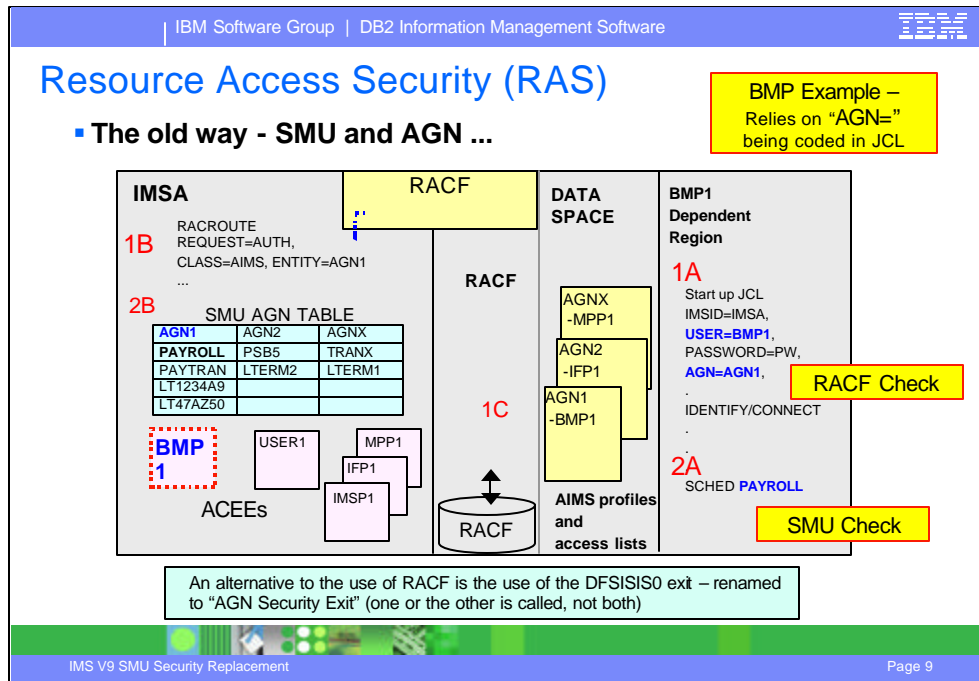 IBM Software Group | DB2 Information Management Software
IBM
Resource Access Security (RAS)
BMP Example –
Relies on “AGN=”
being coded in JCL
▪ The old way - SMU and AGN ...
IMSA
RACF
DATA
SPACE
BMP1
Dependent
Region
1B
RACROUTE
REQUEST=AUTH,
CLASS=AIMS, ENTITY=AGN1
...
RACF
1A
Start up JCL
IMSID=IMSA,
USER=BMP1,
PASSWORD=PW,
AGN=AGN1,
.
IDENTIFY/CONNECT
.
.
RACF Check
2B
SMU AGN TABLE
AGN1 AGN2 AGNX
PAYROLL PSB5 TRANX
PAYTRAN LTERM2 LTERM1
LT1234A9
LT47AZ50
AGNX
-MPP1
AGN2
-IFP1
AGN1
-BMP1
1C
2A
SCHED PAYROLL
SMU Check
BMP
1
USER1
MPP1
IFP1
IMSP1
ACEEs
RACF
AIMS profiles
and
access lists
An alternative to the use of RACF is the use of the DFSISIS0 exit – renamed
to “AGN Security Exit” (one or the other is called, not both)
IMS V9 SMU Security Replacement
Page 9